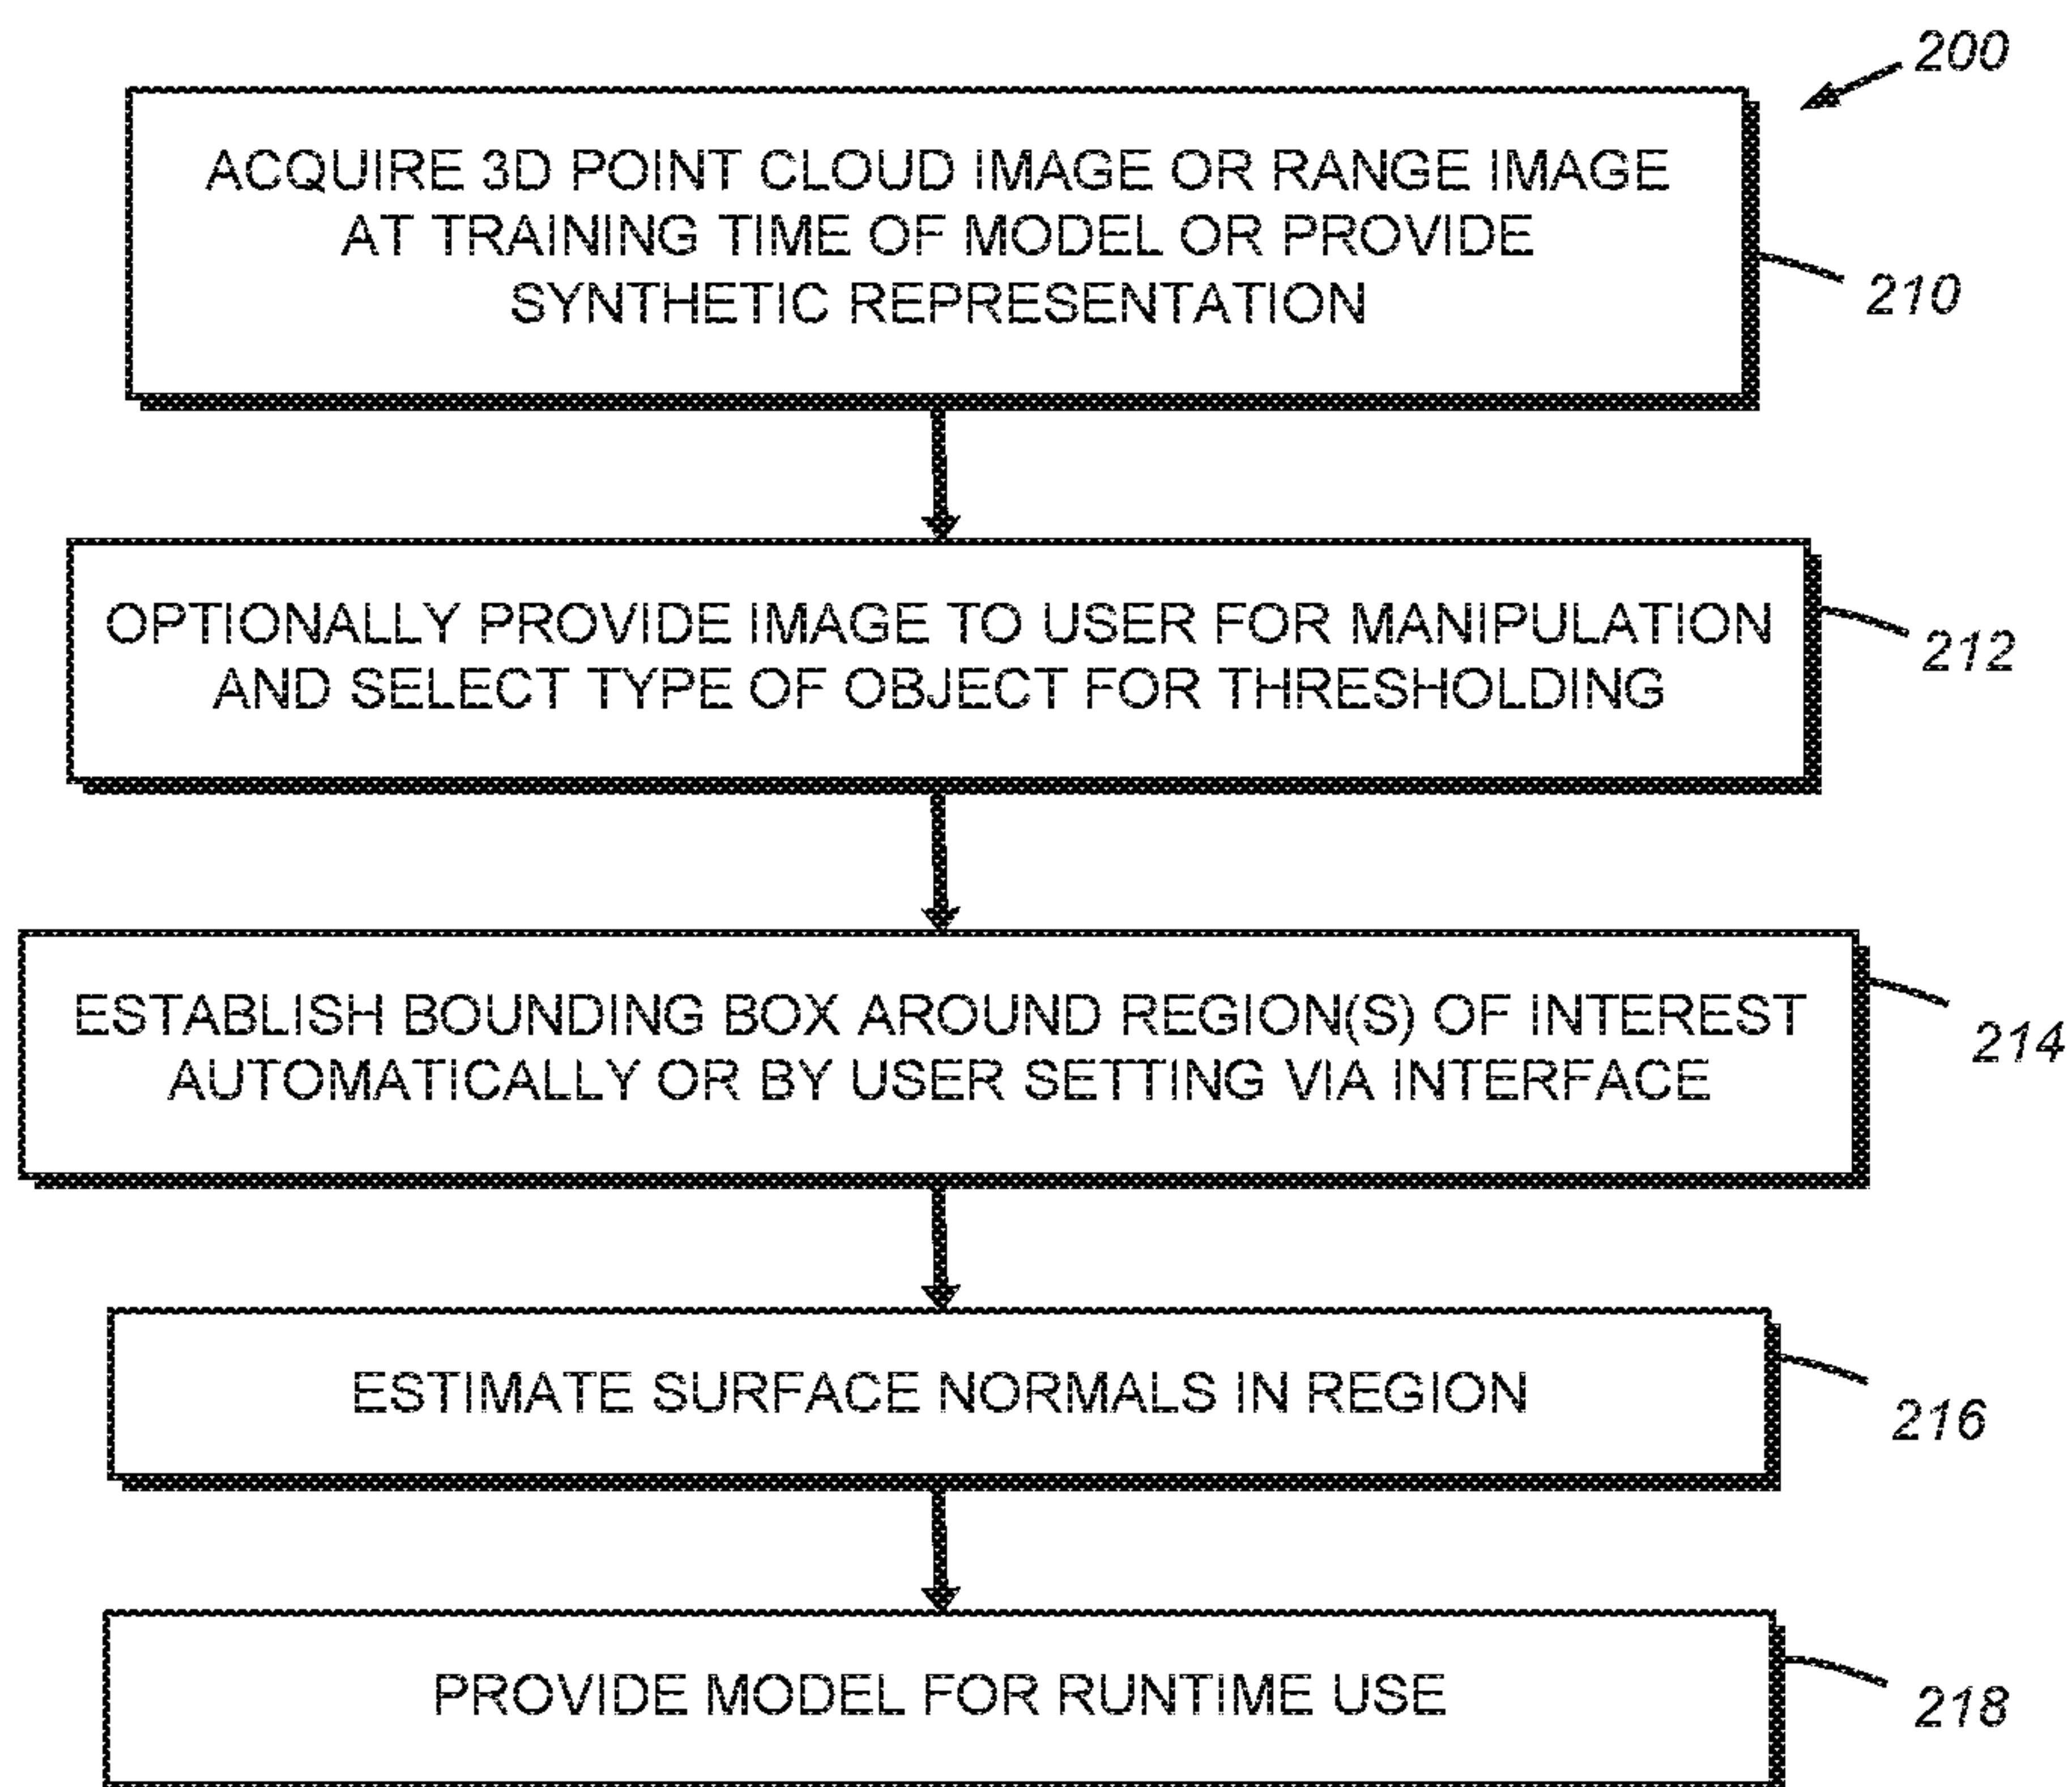 200
ACQUIRE 3D POINT CLOUD IMAGE OR RANGE IMAGE
AT TRAINING TIME OF MODEL OR PROVIDE
SYNTHETIC REPRESENTATION
210
OPTIONALLY PROVIDE IMAGE TO USER FOR MANIPULATION
AND SELECT TYPE OF OBJECT FOR THRESHOLDING
212
ESTABLISH BOUNDING BOX AROUND REGION(S) OF INTEREST
AUTOMATICALLY OR BY USER SETTING VIA INTERFACE
214
ESTIMATE SURFACE NORMALS IN REGION
216
PROVIDE MODEL FOR RUNTIME USE
218